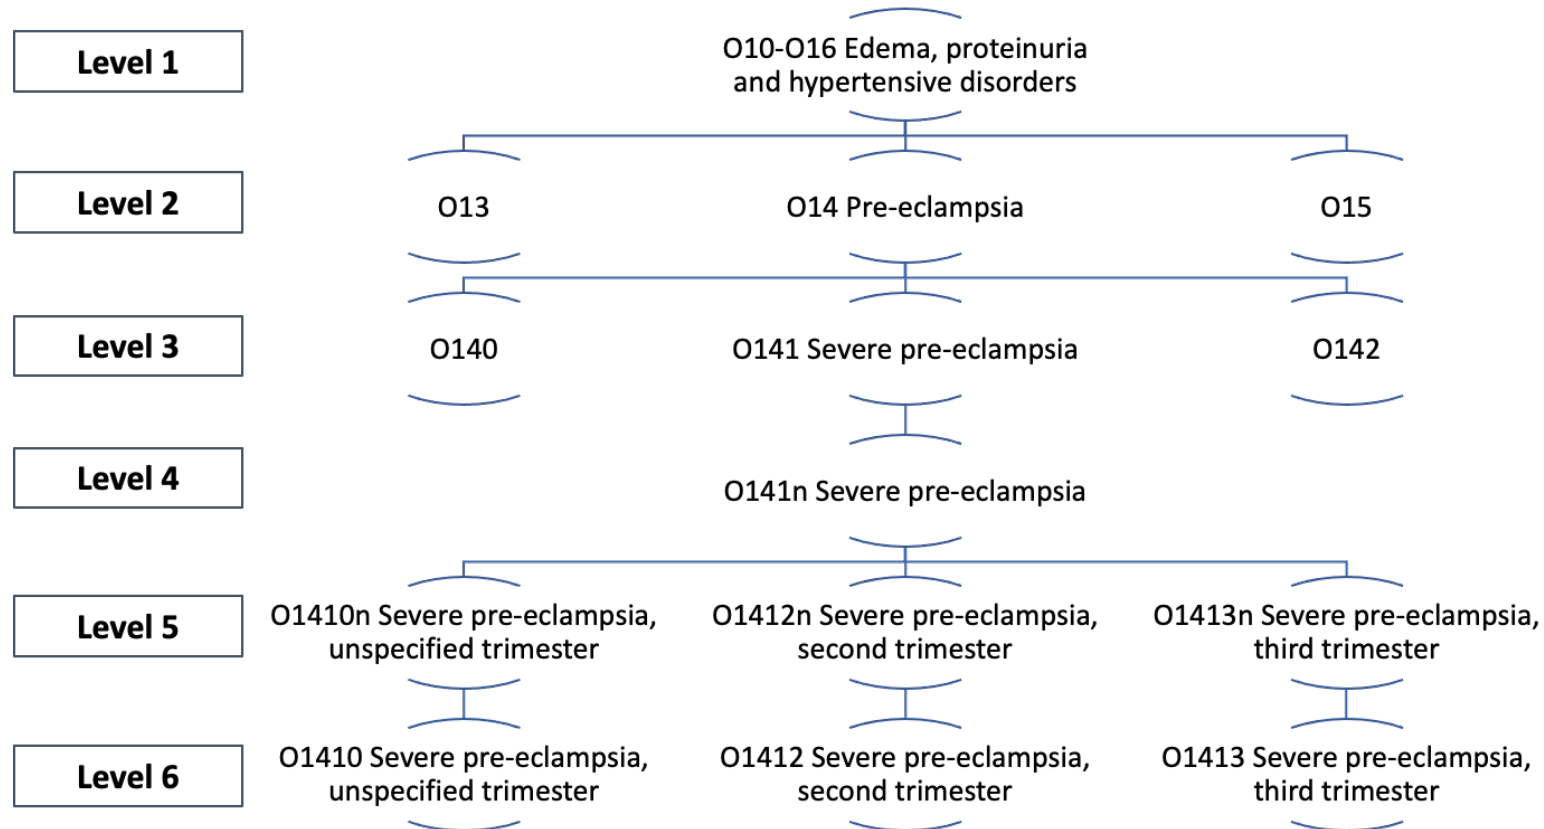 Level 1
O10-O16 Edema, proteinuria
and hypertensive disorders
Level 2
O13
O14 Pre-eclampsia
O15
Level 3
O140
O141 Severe pre-eclampsia
O142
Level 4
O141n Severe pre-eclampsia
Level 5
O1410n Severe pre-eclampsia,
unspecified trimester
O1412n Severe pre-eclampsia,
second trimester
O1413n Severe pre-eclampsia,
third trimester
Level 6
O1410 Severe pre-eclampsia,
unspecified trimester
O1412 Severe pre-eclampsia,
second trimester
O1413 Severe pre-eclampsia,
third trimester